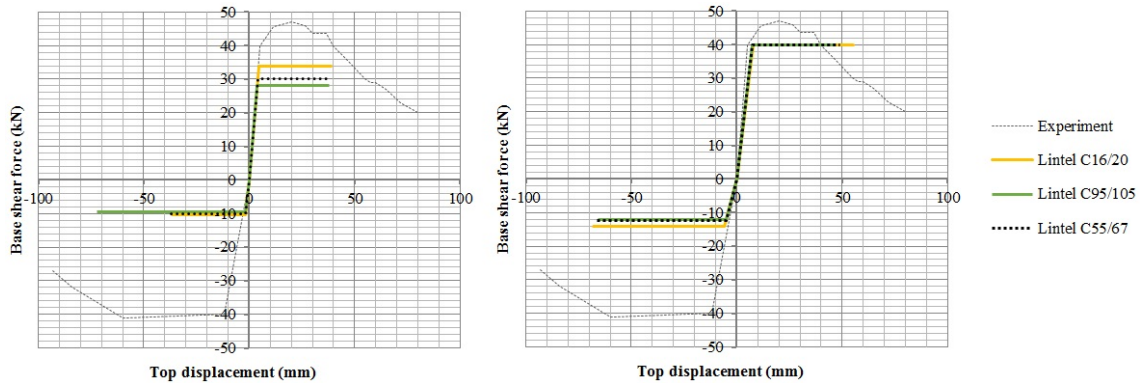 50
40
30
20
10
0
-100 -50 0 50 100
-10
-20
-30
-40
-50
Base shear force (kN)
Top displacement (mm)
50
40
30
20
10
0
-100 -50 0 50 100
-10
-20
-30
-40
-50
Base shear force (kN)
Top displacement (mm)
Experiment
Lintel C16/20
Lintel C95/105
Lintel C55/67